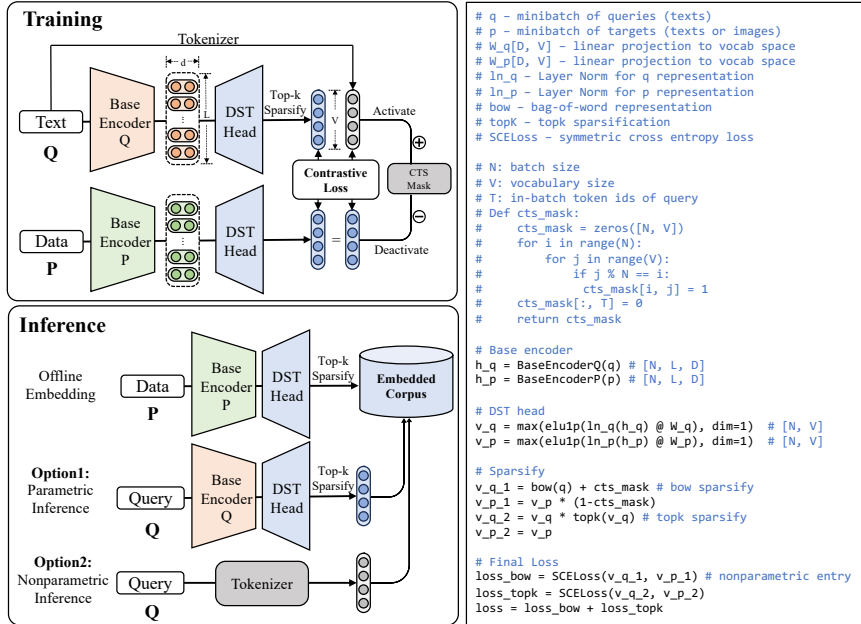 Training
Tokenizer
d
Text
Q
Base
Encoder
Q
L
DST
Head
Top-k
Sparsify
V
Activate
Contrastive
Loss
CTS
Mask
Data
P
Base
Encoder
P
DST
Head
=
Deactivate
Inference
Offline
Embedding
Data
P
Base
Encoder
P
DST
Head
Top-k
Sparsify
Embedded
Corpus
Option1:
Parametric
Inference
Query
Q
Base
Encoder
Q
DST
Head
Top-k
Sparsify
Option2:
Nonparametric
Inference
Query
Q
Tokenizer
# q – minibatch of queries (texts)
# p – minibatch of targets (texts or images)
# W_q[D, V] – linear projection to vocab space
# W_p[D, V] – linear projection to vocab space
# ln_q – Layer Norm for q representation
# ln_p – Layer Norm for p representation
# bow – bag-of-word representation
# topK – topk sparsification
# SCELoss – symmetric cross entropy loss
# N: batch size
# V: vocabulary size
# T: in-batch token ids of query
# Def cts_mask:
#     cts_mask = zeros([N, V])
#     for i in range(N):
#         for j in range(V):
#             if j % N == i:
#              cts_mask[i, j] = 1
#     cts_mask[:, T] = 0
#     return cts_mask
# Base encoder
h_q = BaseEncoderQ(q) # [N, L, D]
h_p = BaseEncoderP(p) # [N, L, D]
# DST head
v_q = max(elu1p(ln_q(h_q) @ W_q), dim=1)  # [N, V]
v_p = max(elu1p(ln_p(h_p) @ W_p), dim=1)  # [N, V]
# Sparsify
v_q_1 = bow(q) + cts_mask # bow sparsify
v_p_1 = v_p * (1-cts_mask)
v_q_2 = v_q * topk(v_q) # topk sparsify
v_p_2 = v_p
# Final Loss
loss_bow = SCELoss(v_q_1, v_p_1) # nonparametric entry
loss_topk = SCELoss(v_q_2, v_p_2)
loss = loss_bow + loss_topk